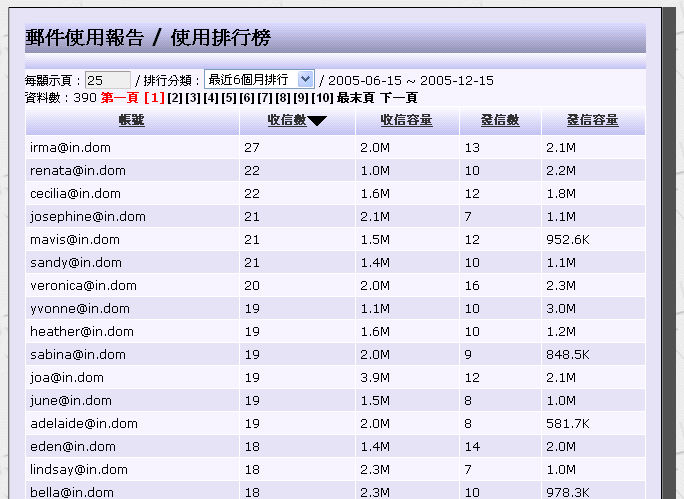 郵件使用報告 / 使用排行榜
每顯示頁：25 / 排行分類：最近6個月排行 / 2005-06-15 ~ 2005-12-15
資料數：390 第一頁 [1] [2] [3] [4] [5] [6] [7] [8] [9] [10] 最末頁 下一頁
帳號 收信數 收信容量 發信數 發信容量
irma@in.dom 27 2.0M 13 2.1M
renata@in.dom 22 1.0M 10 2.2M
cecilia@in.dom 22 1.6M 12 1.8M
josephine@in.dom 21 2.1M 7 1.1M
mavis@in.dom 21 1.5M 12 952.6K
sandy@in.dom 21 1.4M 10 1.1M
veronica@in.dom 20 2.0M 16 2.3M
yvonne@in.dom 19 1.1M 10 3.0M
heather@in.dom 19 1.6M 10 1.2M
sabina@in.dom 19 2.0M 9 848.5K
joa@in.dom 19 3.9M 12 2.1M
june@in.dom 19 1.5M 8 1.0M
adelaide@in.dom 19 2.0M 8 581.7K
eden@in.dom 18 1.4M 14 2.0M
lindsay@in.dom 18 2.3M 7 1.0M
bella@in.dom 18 2.3M 10 978.3K